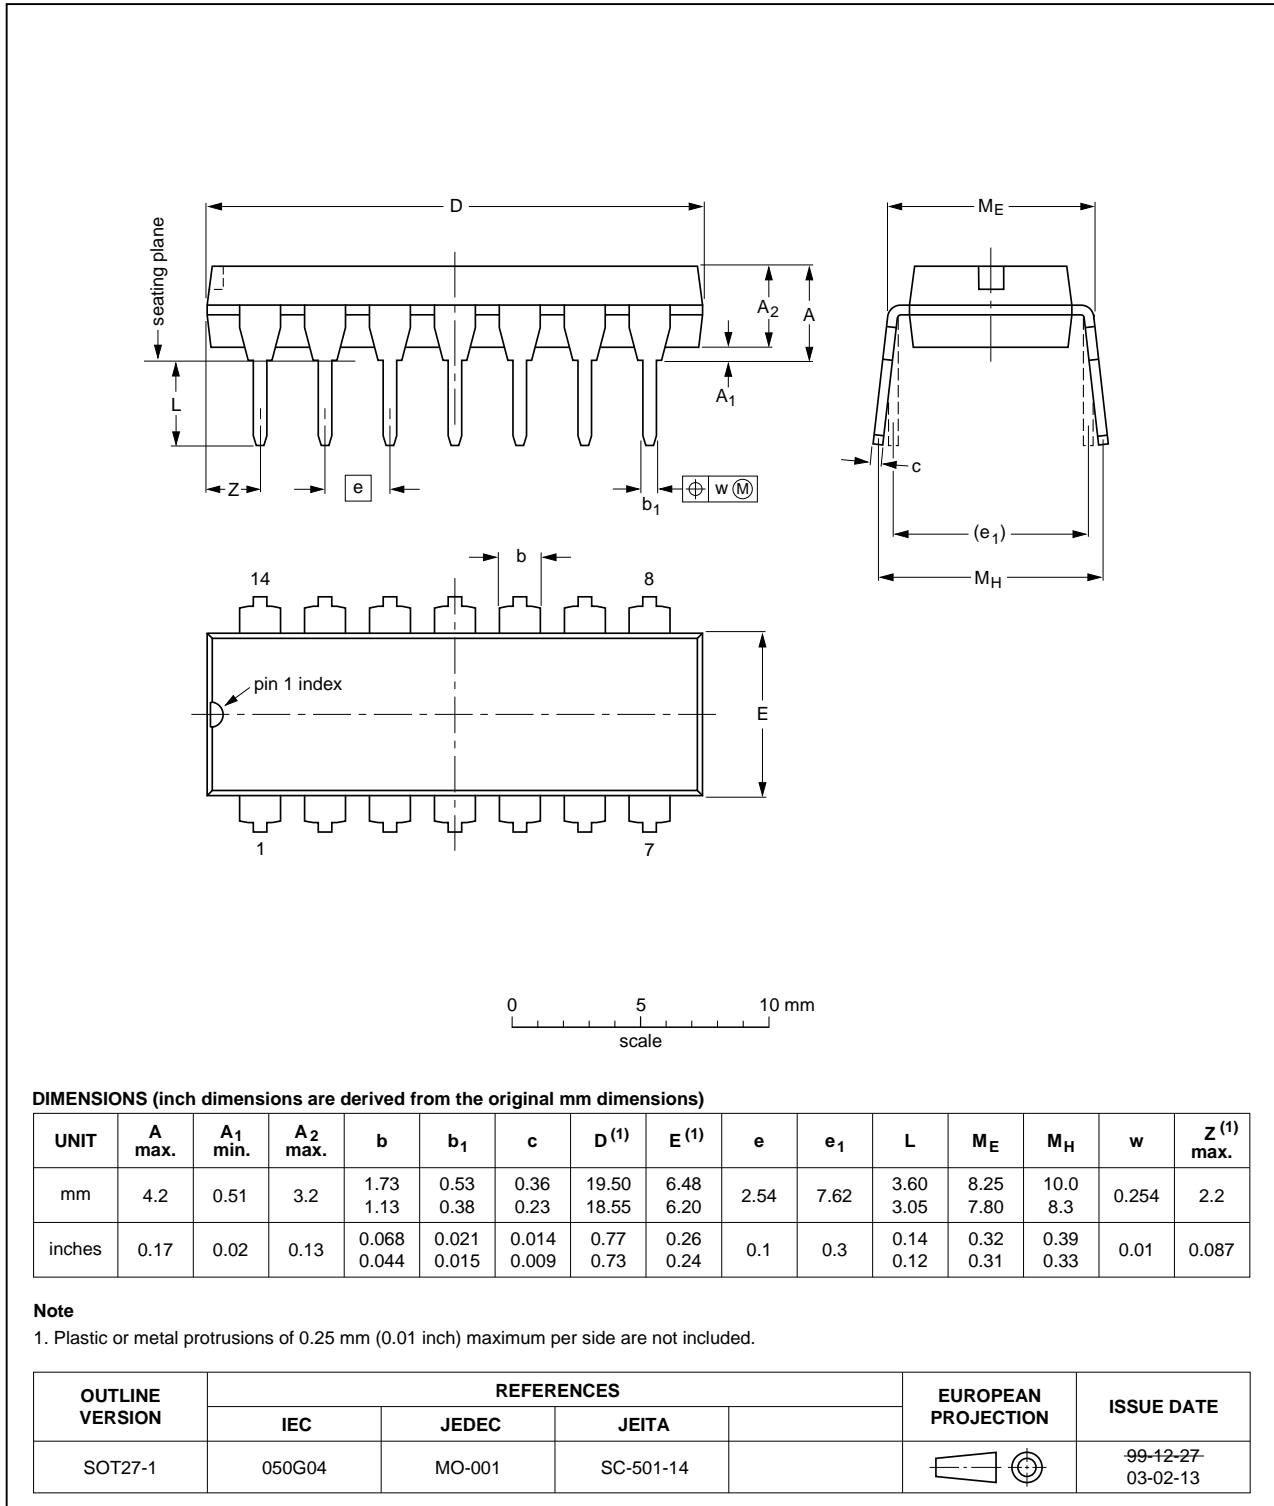 D
ME
seating plane
A2
A
A1
L
c
Z
e
b1
w M
(e1)
MH
b
14
8
pin 1 index
E
1
7
0
5
10 mm
scale
DIMENSIONS (inch dimensions are derived from the original mm dimensions)
UNIT A max. A1 min. A2 max. b b1 c D (1) E (1) e e1 L ME MH w Z (1) max.
mm 4.2 0.51 3.2 1.73 1.13 0.53 0.38 0.36 0.23 19.50 18.55 6.48 6.20 2.54 7.62 3.60 3.05 8.25 7.80 10.0 8.3 0.254 2.2
inches 0.17 0.02 0.13 0.068 0.044 0.021 0.015 0.014 0.009 0.77 0.73 0.26 0.24 0.1 0.3 0.14 0.12 0.32 0.31 0.39 0.33 0.01 0.087
Note
1. Plastic or metal protrusions of 0.25 mm (0.01 inch) maximum per side are not included.
OUTLINE VERSION REFERENCES EUROPEAN PROJECTION ISSUE DATE
IEC JEDEC JEITA
SOT27-1 050G04 MO-001 SC-501-14 99-12-27
03-02-13